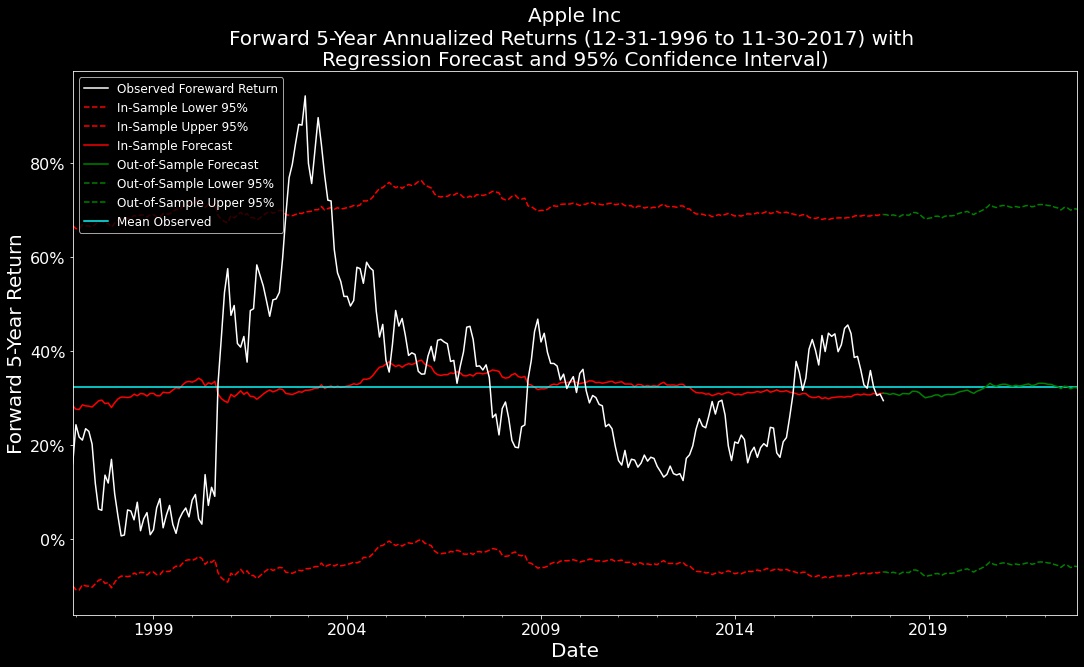 Apple Inc
Forward 5-Year Annualized Returns (12-31-1996 to 11-30-2017) with
Regression Forecast and 95% Confidence Interval)
Observed Foreward Return
In-Sample Lower 95%
In-Sample Upper 95%
In-Sample Forecast
Out-of-Sample Forecast
Out-of-Sample Lower 95%
Out-of-Sample Upper 95%
Mean Observed
Forward 5-Year Return
80%
60%
40%
20%
0%
1999 2004 2009 2014 2019
Date